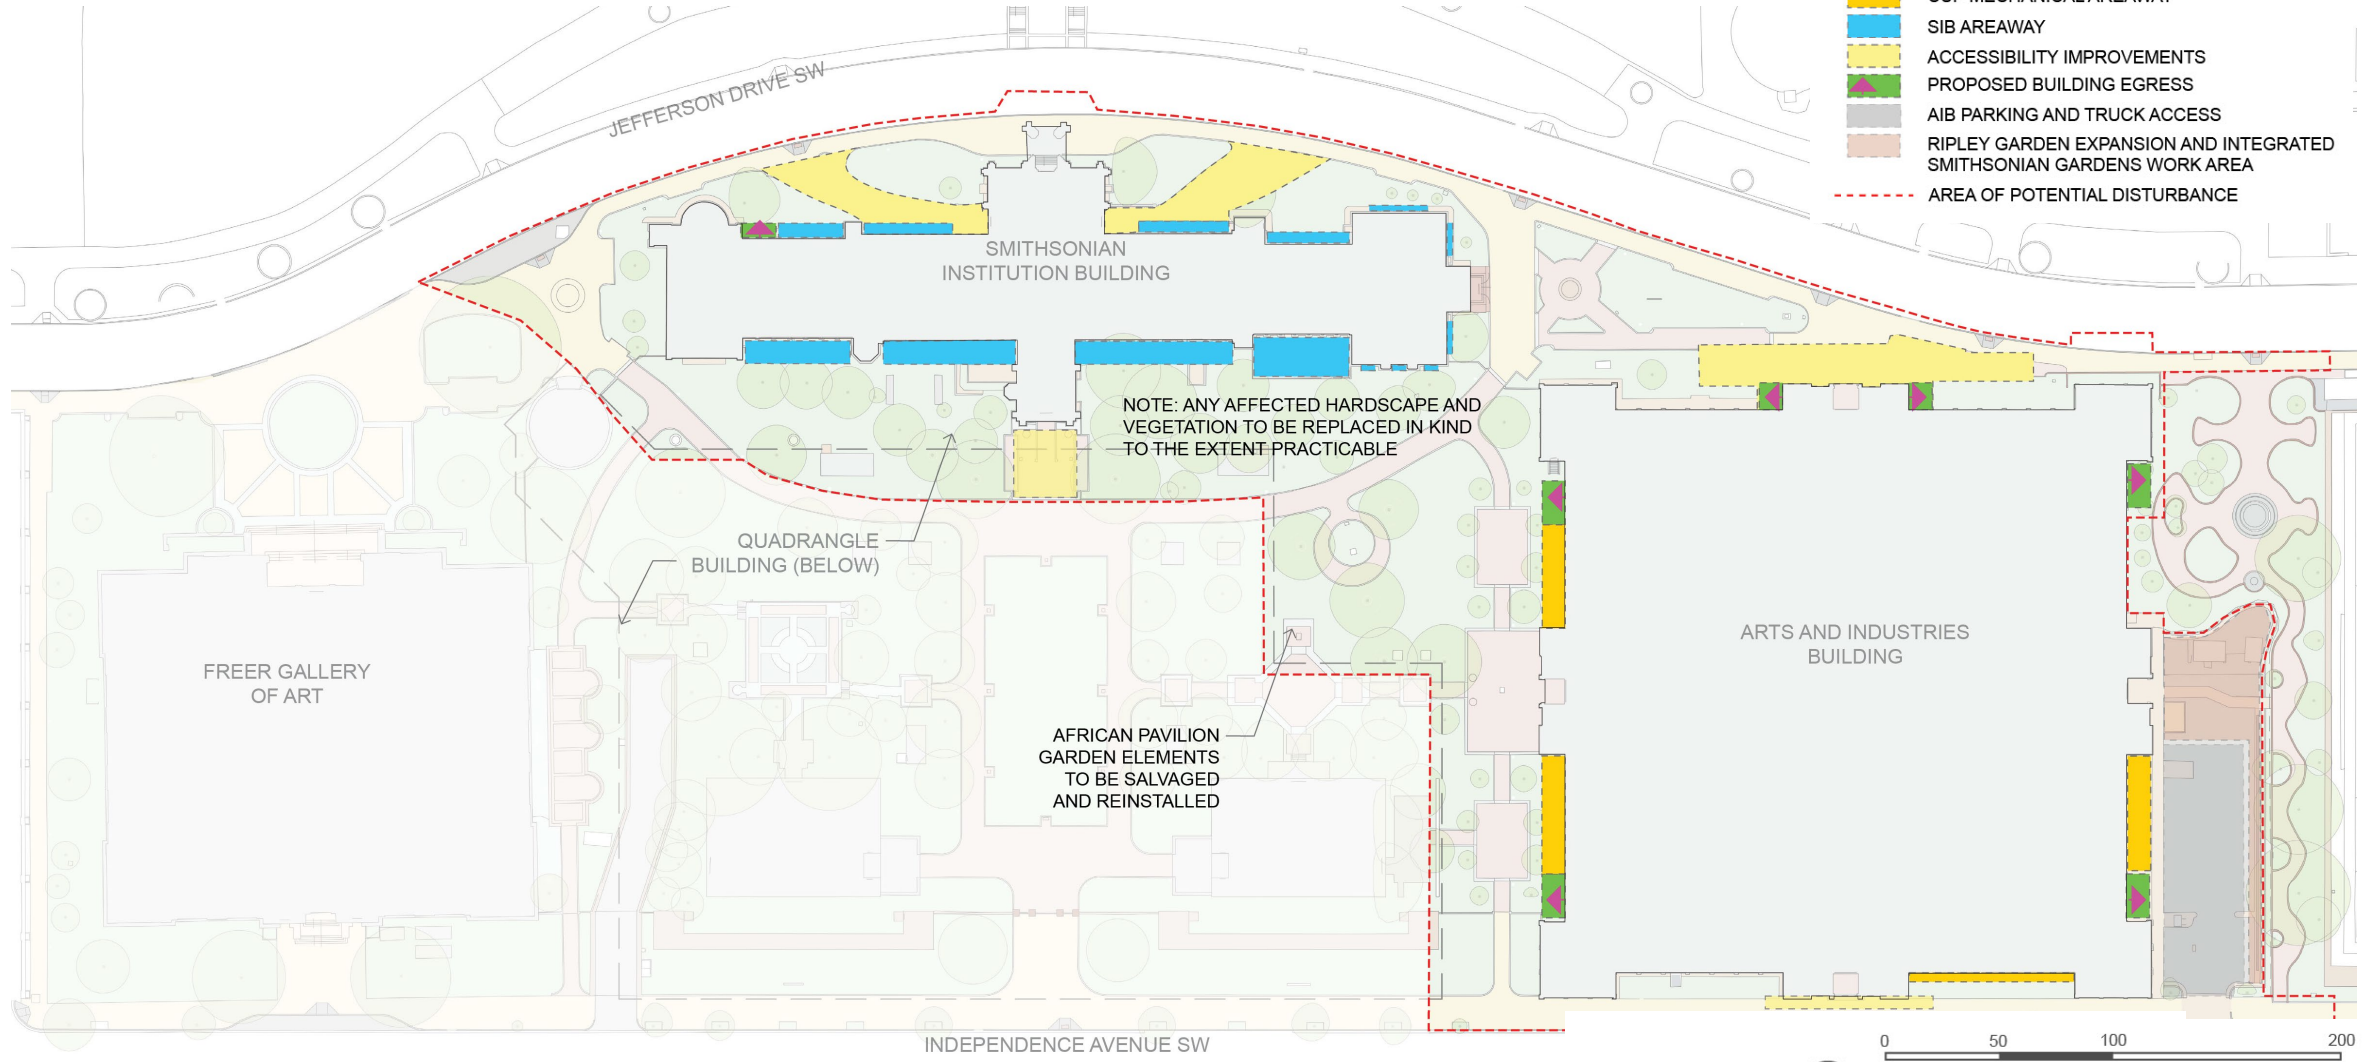 SIB AREAWAY
ACCESSIBILITY IMPROVEMENTS
PROPOSED BUILDING EGRESS
AIB PARKING AND TRUCK ACCESS
RIPLEY GARDEN EXPANSION AND INTEGRATED
SMITHSONIAN GARDENS WORK AREA
AREA OF POTENTIAL DISTURBANCE
JEFFERSON DRIVE SW
SMITHSONIAN
INSTITUTION BUILDING
NOTE: ANY AFFECTED HARDSCAPE AND
VEGETATION TO BE REPLACED IN KIND
TO THE EXTENT PRACTICABLE
QUADRANGLE
BUILDING (BELOW)
FREER GALLERY
OF ART
ARTS AND INDUSTRIES
BUILDING
AFRICAN PAVILION
GARDEN ELEMENTS
TO BE SALVAGED
AND REINSTALLED
INDEPENDENCE AVENUE SW
0 50 100 200